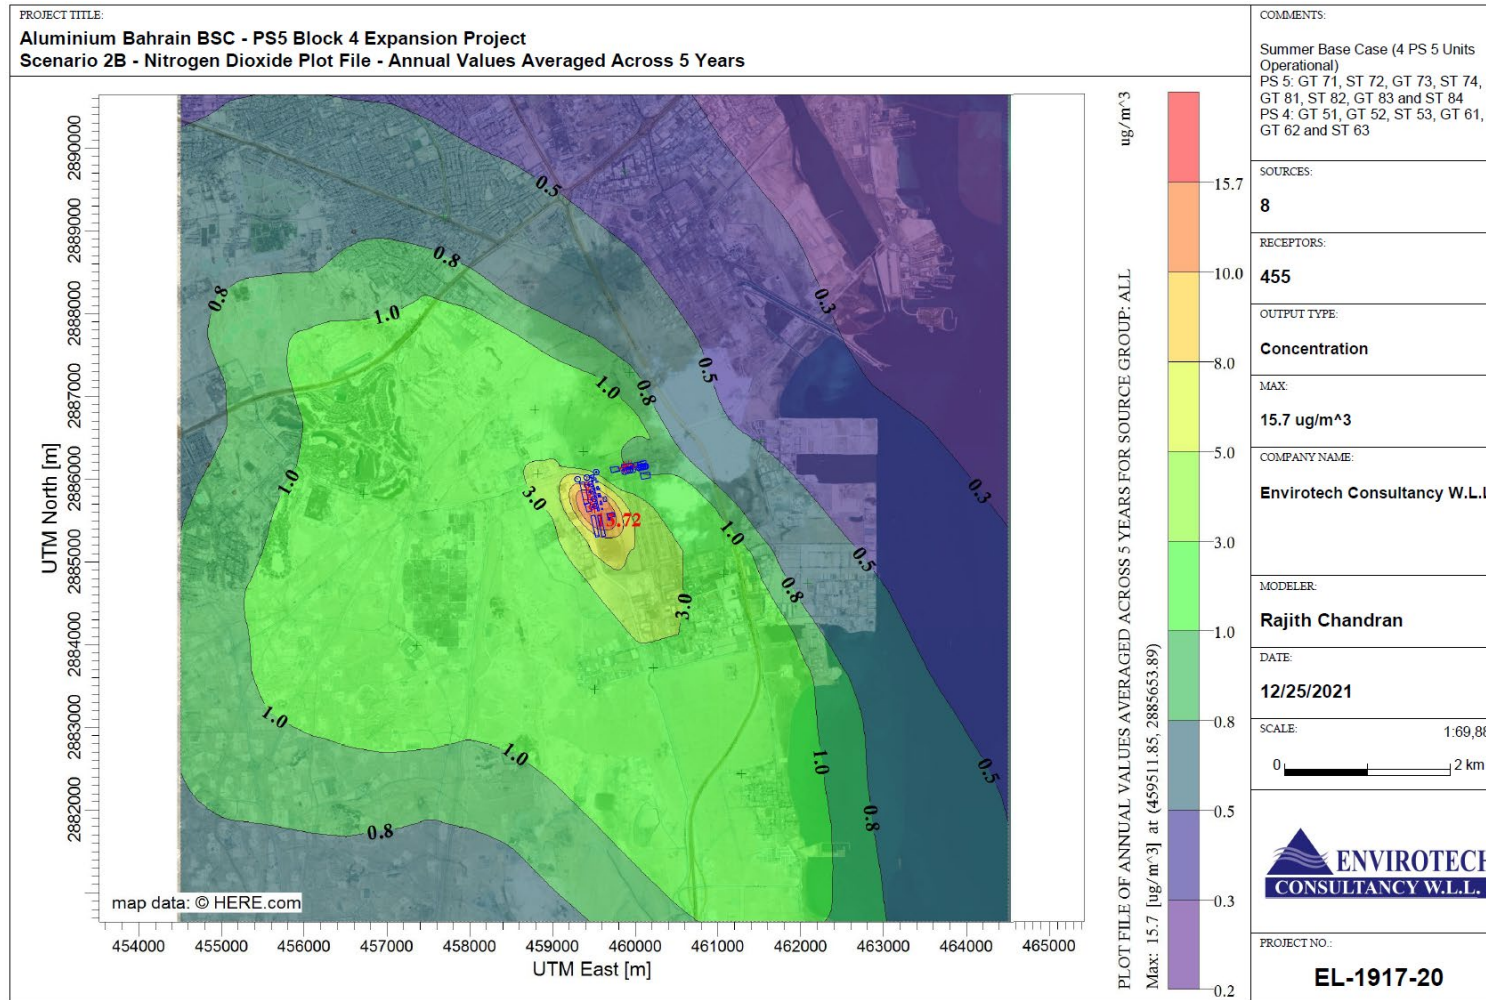 PROJECT TITLE:
Aluminium Bahrain BSC - PS5 Block 4 Expansion Project
Scenario 2B - Nitrogen Dioxide Plot File - Annual Values Averaged Across 5 Years
COMMENTS:
Summer Base Case (4 PS 5 Units
Operational)
PS 5: GT 71, ST 72, GT 73, ST 74,
GT 81, ST 82, GT 83 and ST 84
PS 4: GT 51, GT 52, ST 53, GT 61,
GT 62 and ST 63
SOURCES:
8
RECEPTORS:
455
OUTPUT TYPE:
Concentration
MAX:
15.7 ug/m^3
COMPANY NAME:
Envirotech Consultancy W.L.L
MODELER:
Rajith Chandran
DATE:
12/25/2021
SCALE:
1:69,88
0
2 km
ENVIROTECH
CONSULTANCY W.L.L.
PROJECT NO.:
EL-1917-20
UTM North [m]
2890000
2889000
2888000
2887000
2886000
2885000
2884000
2883000
2882000
0.5
0.8
0.8
1.0
0.3
1.0
0.8
0.5
1.0
3.0
0.3
5.72
1.0
0.5
0.8
3.0
1.0
1.0
1.0
0.5
0.8
0.8
map data: © HERE.com
454000
455000
456000
457000
458000
459000
460000
461000
462000
463000
464000
465000
UTM East [m]
PLOT FILE OF ANNUAL VALUES AVERAGED ACROSS 5 YEARS FOR SOURCE GROUP: ALL
ug/m^3
Max: 15.7 [ug/m^3] at (459511.85, 2885653.89)
15.7
10.0
8.0
5.0
3.0
1.0
0.8
0.5
0.3
0.2